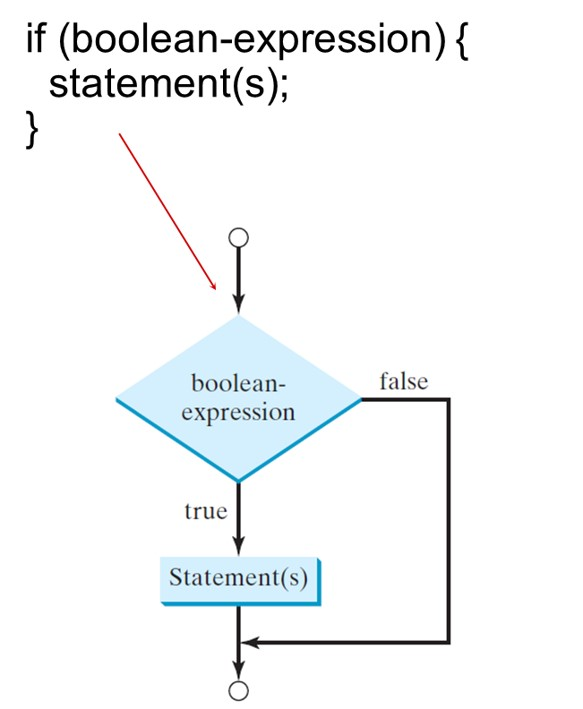 if (boolean-expression) {
statement(s);
}
boolean-
expression
false
true
Statement(s)